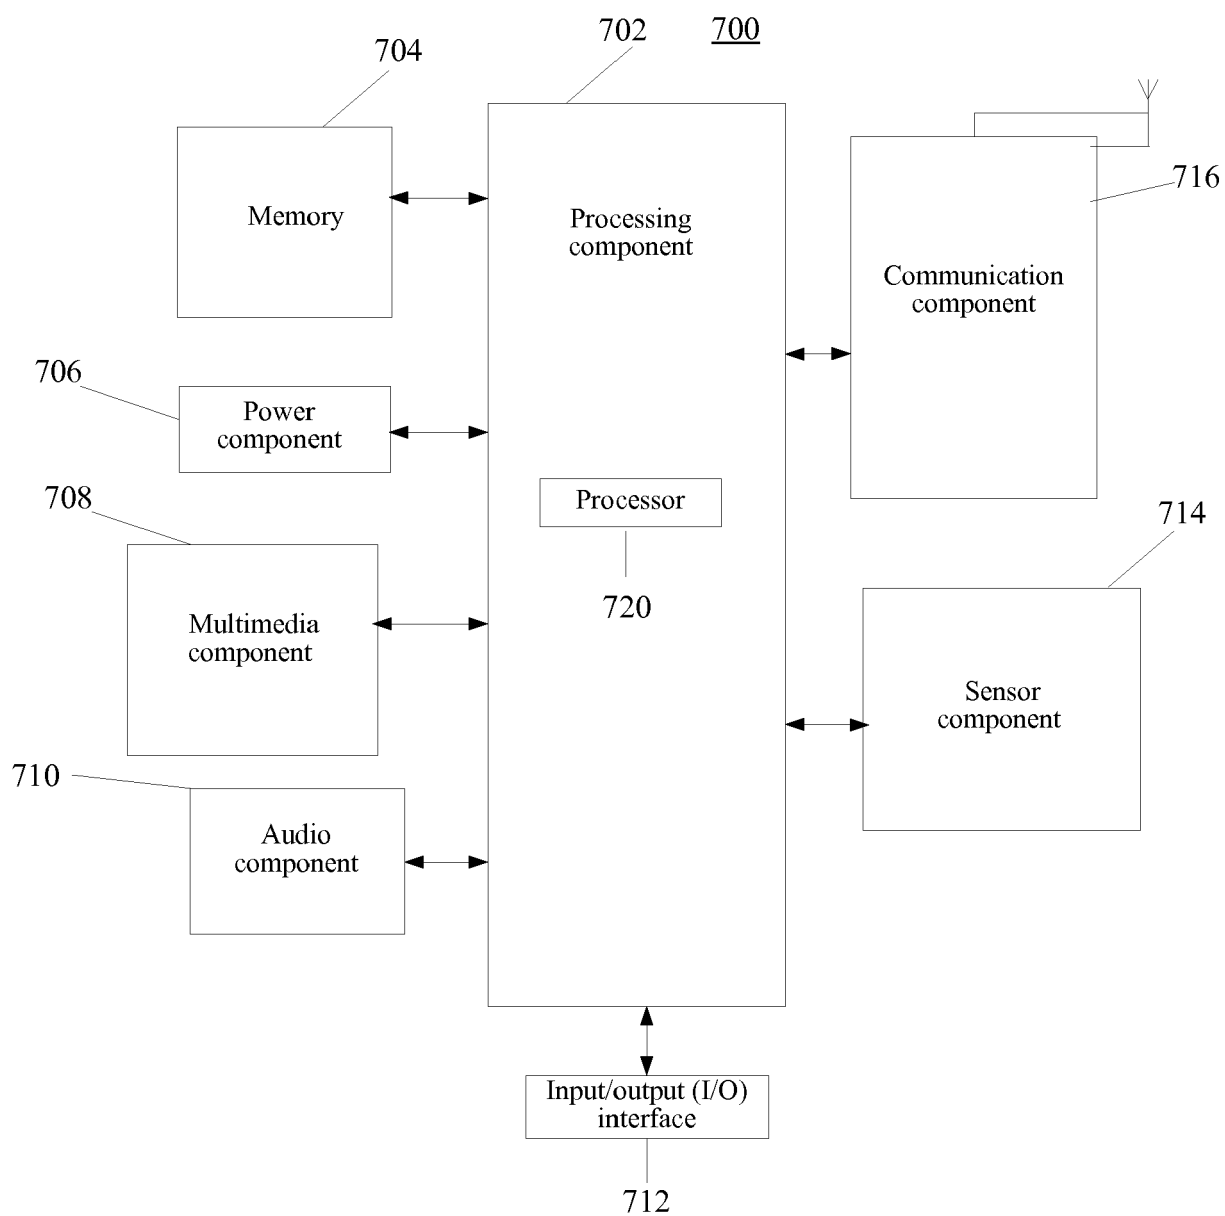 702
700
704
716
Memory
Processing
component
Communication
component
706
Power
component
708
Processor
714
720
Multimedia
component
Sensor
component
710
Audio
component
Input/output (I/O)
interface
712